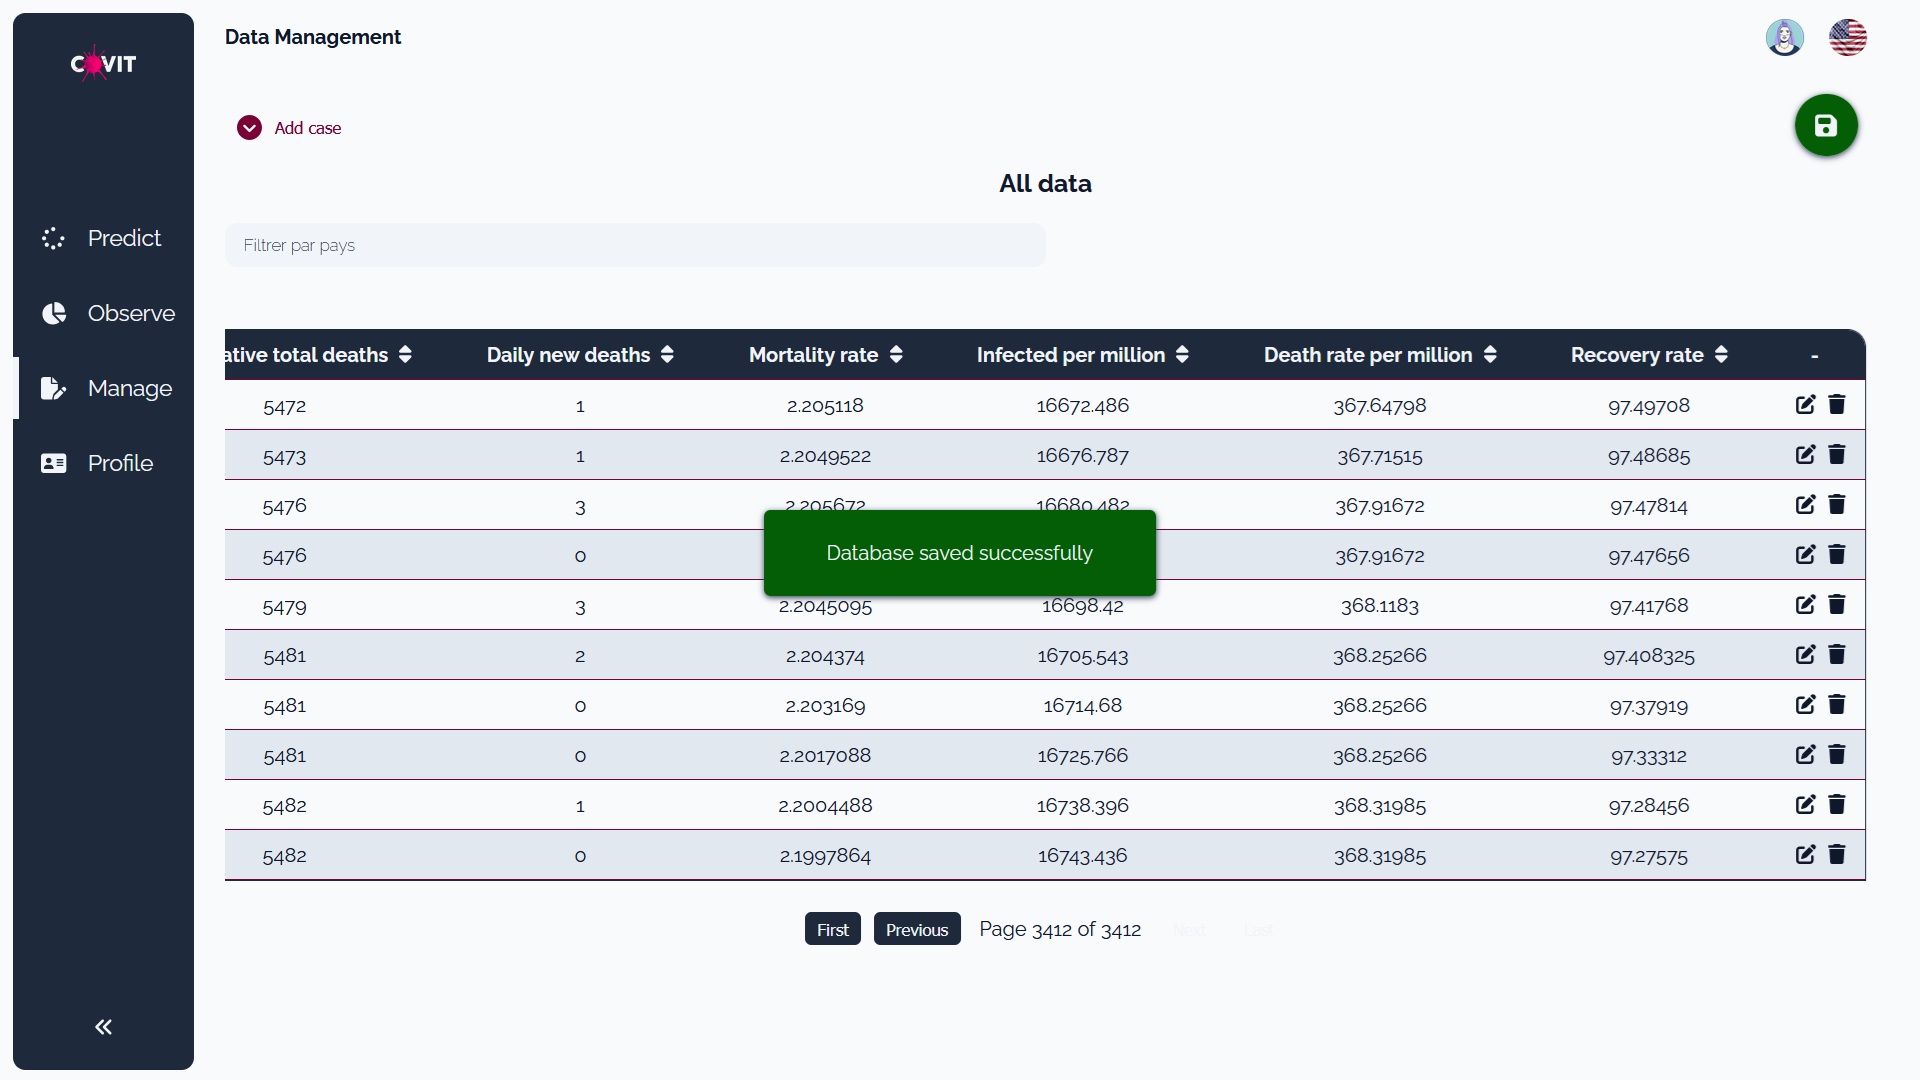 COVIT
Data Management
Add case
All data
Predict
Filtrer par pays
Observe
Manage
Profile
ative total deaths Daily new deaths Mortality rate Infected per million Death rate per million Recovery rate -
5472 1 2.205118 16672.486 367.64798 97.49708
5473 1 2.2049522 16676.787 367.71515 97.48685
5476 3 2.205672 16680.482 367.91672 97.47814
5476 0 367.91672 97.47656
Database saved successfully
5479 3 2.2045095 16698.42 368.1183 97.41768
5481 2 2.204374 16705.543 368.25266 97.408325
5481 0 2.203169 16714.68 368.25266 97.37919
5481 0 2.2017088 16725.766 368.25266 97.33312
5482 1 2.2004488 16738.396 368.31985 97.28456
5482 0 2.1997864 16743.436 368.31985 97.27575
First Previous Page 3412 of 3412 Next Last